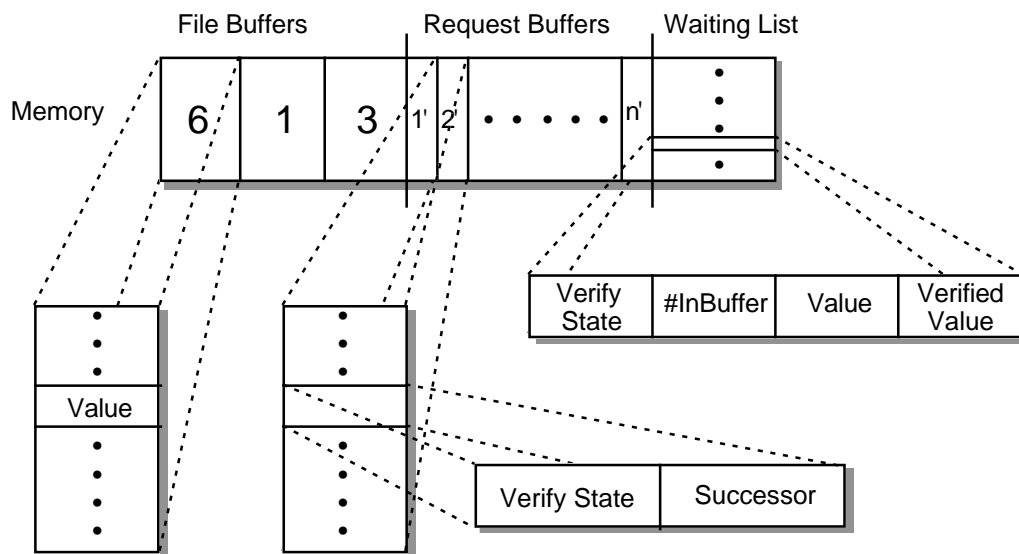 File Buffers
Request Buffers
Waiting List
Memory
6
1
3
1'
2'
n'
Verify State
#InBuffer
Value
Verified Value
Value
Verify State
Successor